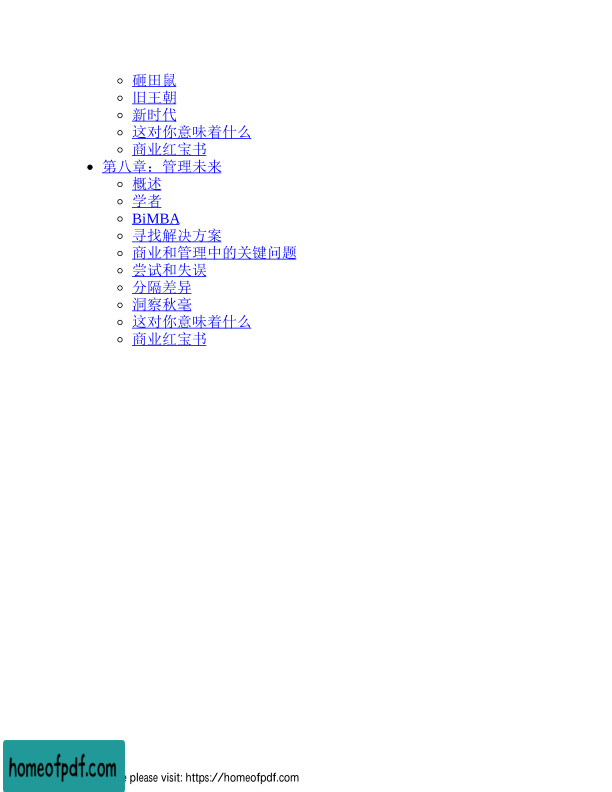 砸田鼠
旧王朝
新时代
这对你意味着什么
商业红宝书
第八章：管理未来
概述
学者
BiMBA
寻找解决方案
商业和管理中的关键问题
尝试和失误
分隔差异
洞察秋毫
这对你意味着什么
商业红宝书
homeofpdf.com
please visit: https://homeofpdf.com